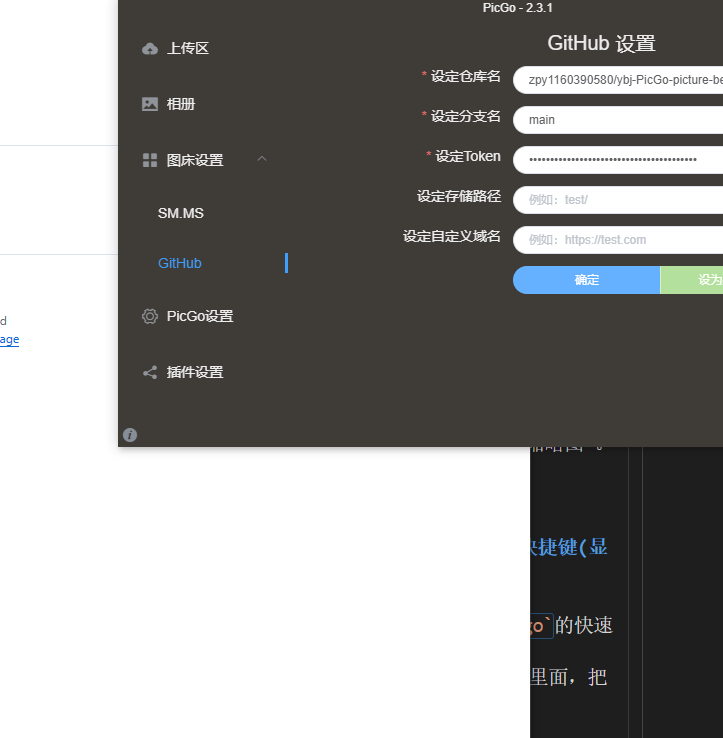 PicGo - 2.3.1
上传区
相册
图床设置
SM.MS
GitHub
PicGo设置
插件设置
GitHub 设置
* 设定仓库名
zpy1160390580/ybj-PicGo-picture-be
* 设定分支名
main
* 设定Token
••••••••••••••••••••••••••••••••••••••••
设定存储路径
例如：test/
设定自定义域名
例如：https://test.com
确定
设为
d
age
捷键(显
go`的快速
里面，把